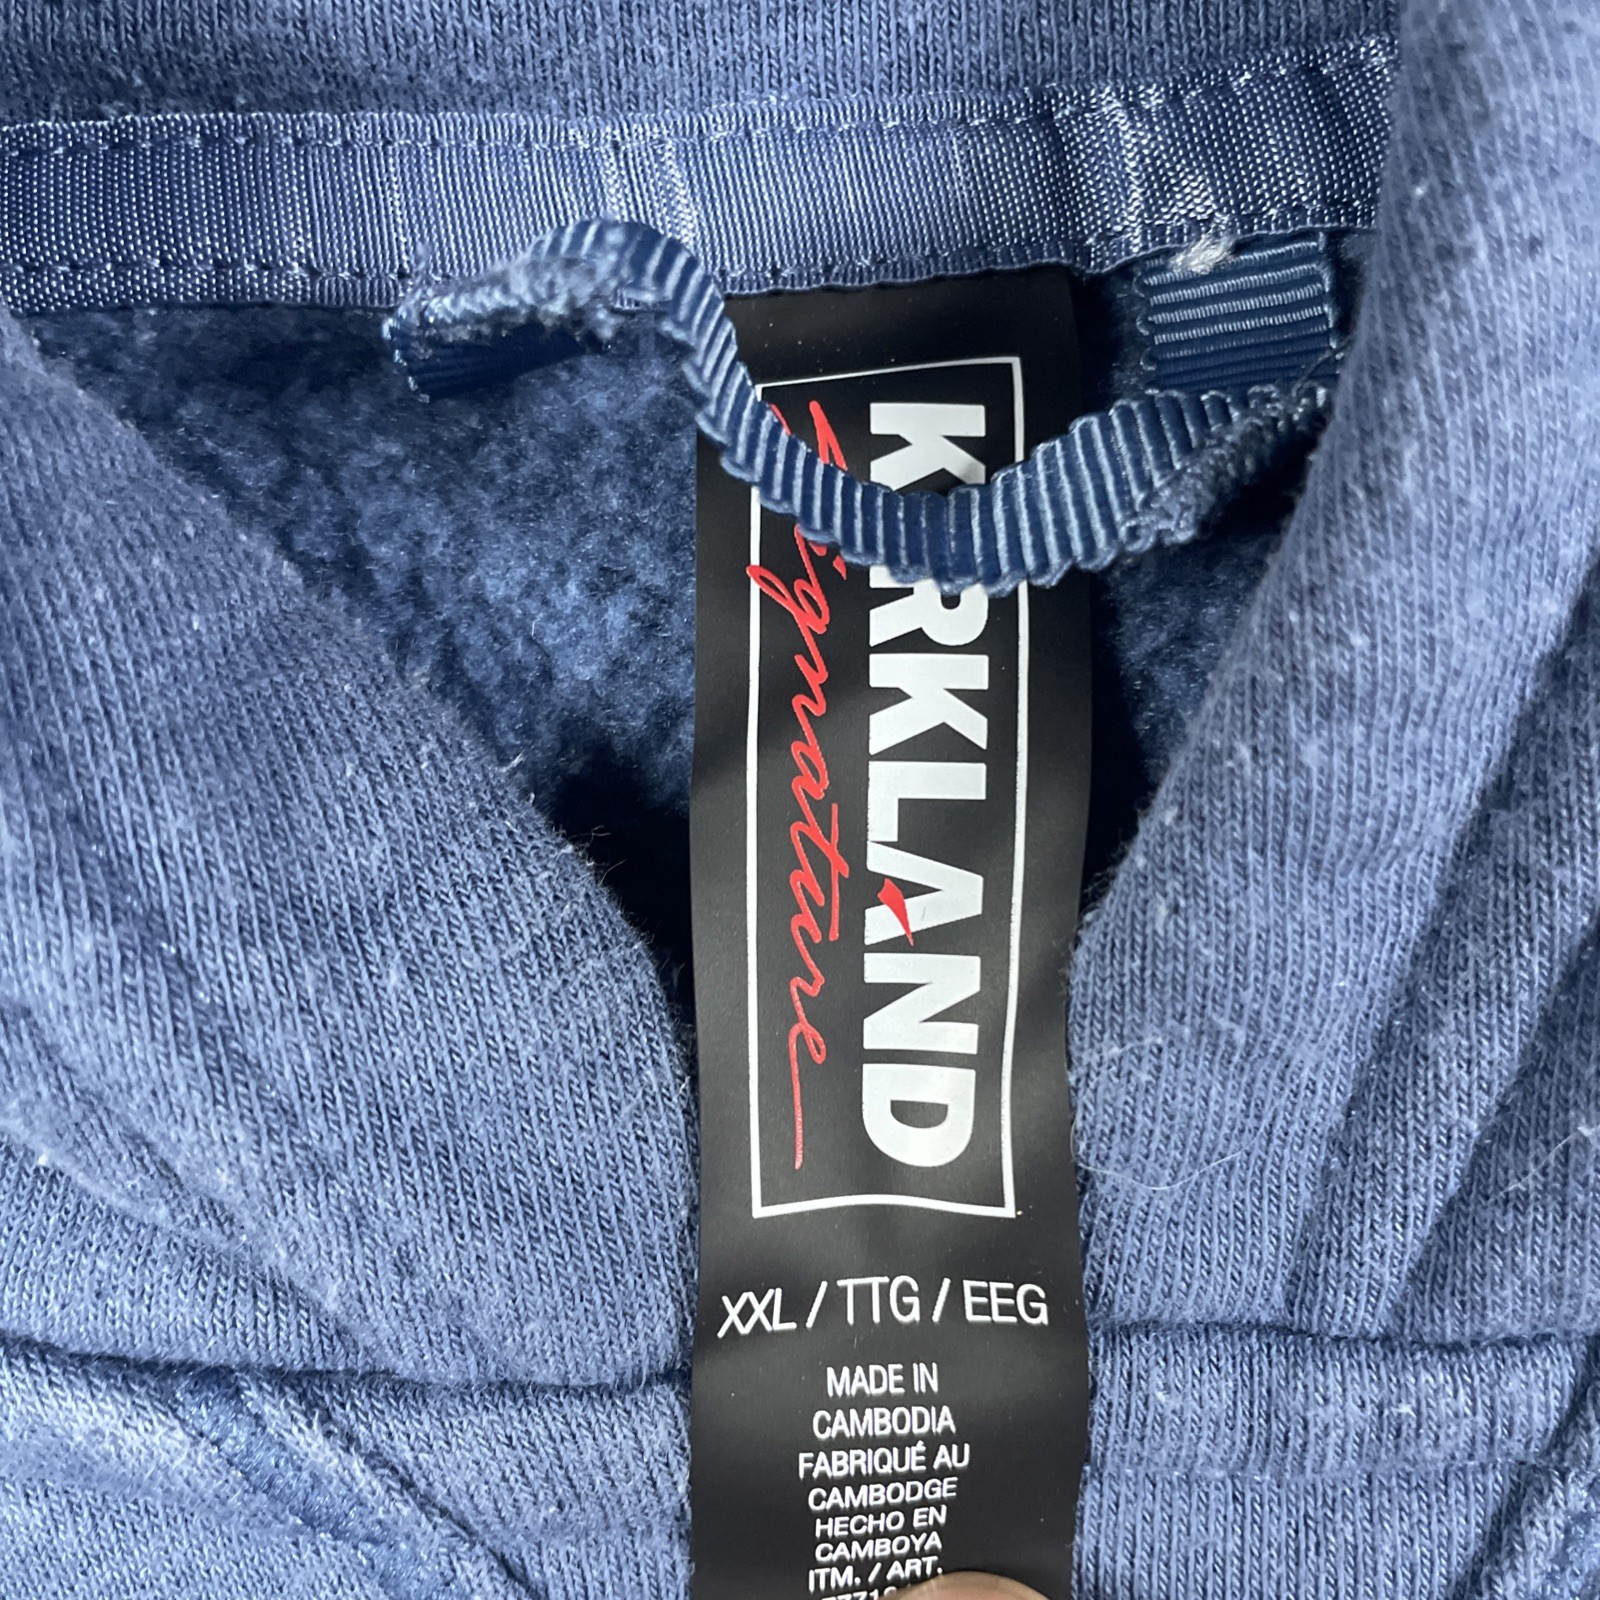 KIRKLAND
Signature
XXL / TTG / EEG
MADE IN
CAMBODIA
FABRIQUÉ AU
CAMBODGE
HECHO EN
CAMBOYA
ITM. / ART.